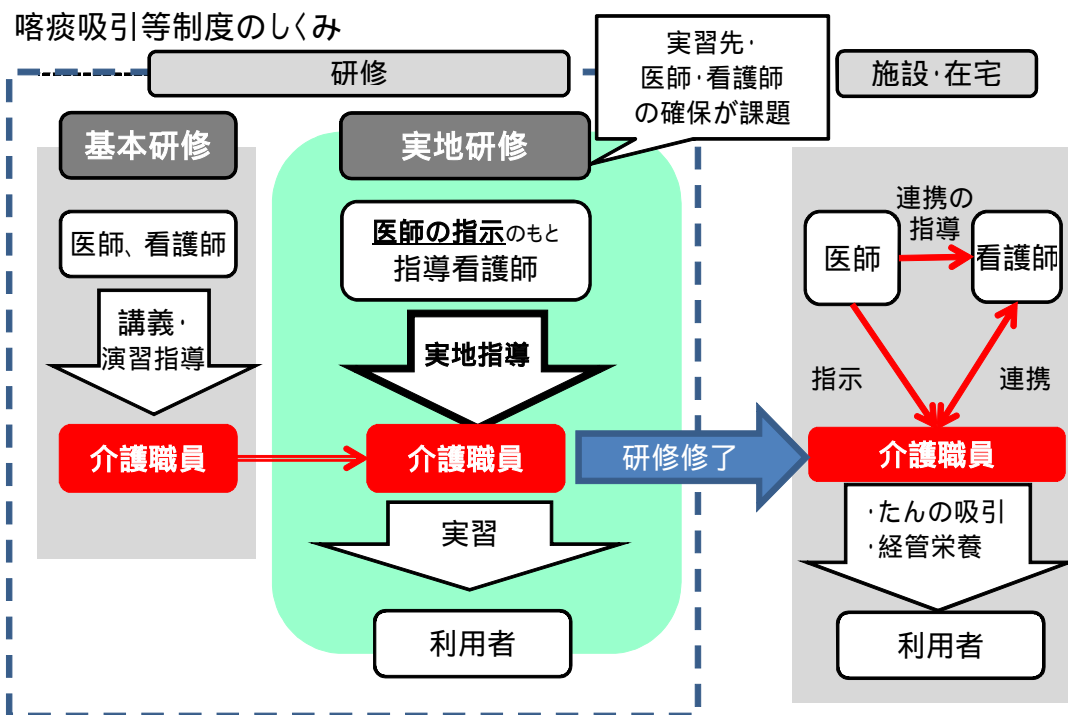 喀痰吸引等制度のしくみ
研修
実習先・
医師・看護師
の確保が課題
施設・在宅
基本研修
医師、看護師
講義・
演習指導
介護職員
実地研修
医師の指示のもと
指導看護師
実地指導
介護職員
実習
利用者
研修修了
連携の
指導
医師
看護師
指示
連携
介護職員
・たんの吸引
・経管栄養
利用者